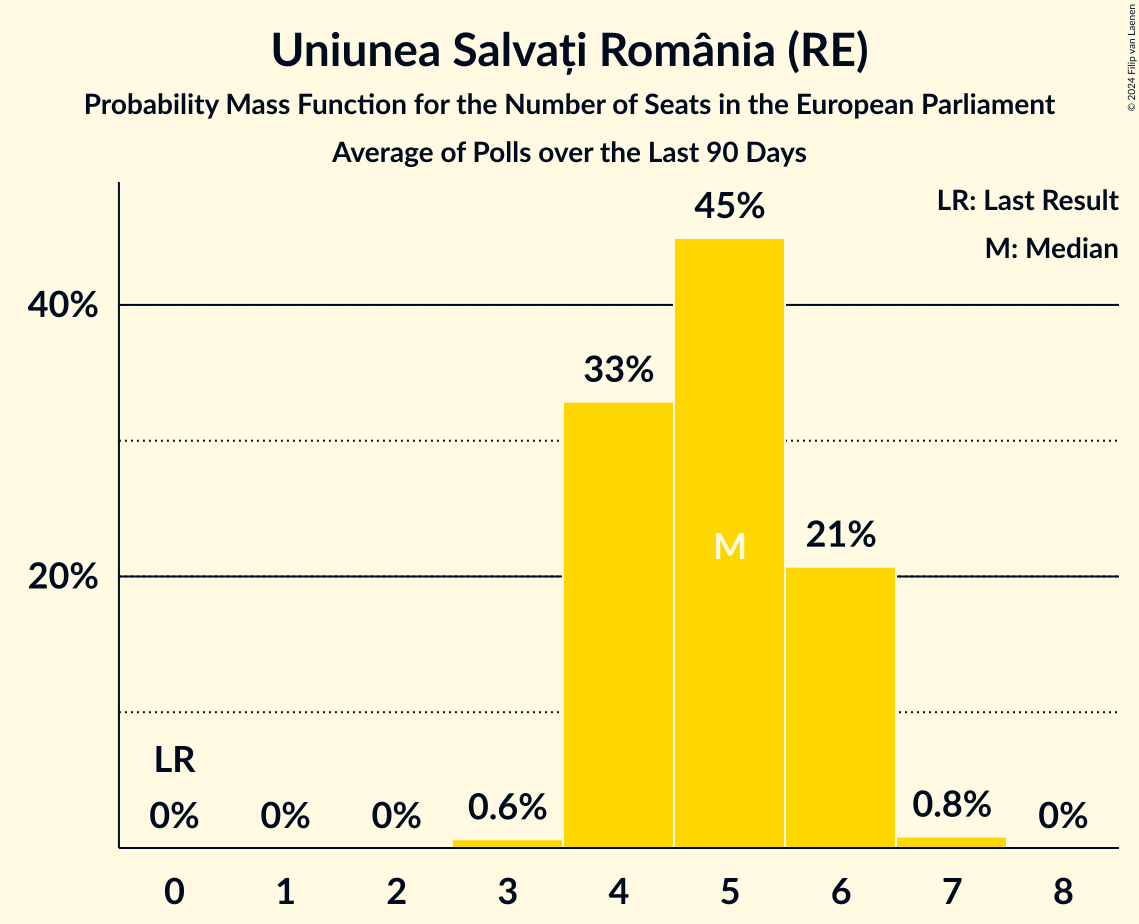 Uniunea Salvați România (RE)
Probability Mass Function for the Number of Seats in the European Parliament
Average of Polls over the Last 90 Days
© 2024 Filip van Laenen
LR: Last Result
M: Median
45%
40%
33%
21%
20%
M
LR
0%
0%
0%
0.6%
0.8%
0%
0 1 2 3 4 5 6 7 8